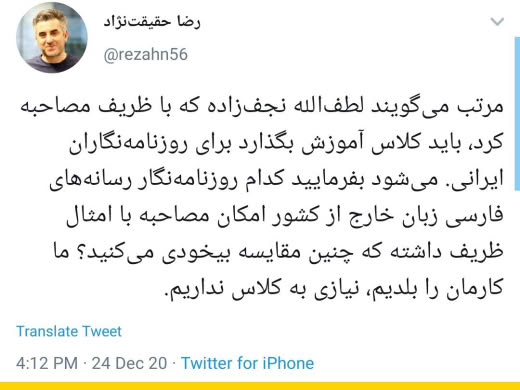 رضا حقیقت‌نژاد
@rezahn56
مرتب می‌گویند لطف‌الله نجف‌زاده که با ظریف مصاحبه
کرد، باید کلاس آموزش بگذارد برای روزنامه‌نگاران
ایرانی. می‌شود بفرمایید کدام روزنامه‌نگار رسانه‌های
فارسی زبان خارج از کشور امکان مصاحبه با امثال
ظریف داشته که چنین مقایسه بیخودی می‌کنید؟ ما
کارمان را بلدیم، نیازی به کلاس نداریم.
Translate Tweet
4:12 PM · 24 Dec 20 · Twitter for iPhone